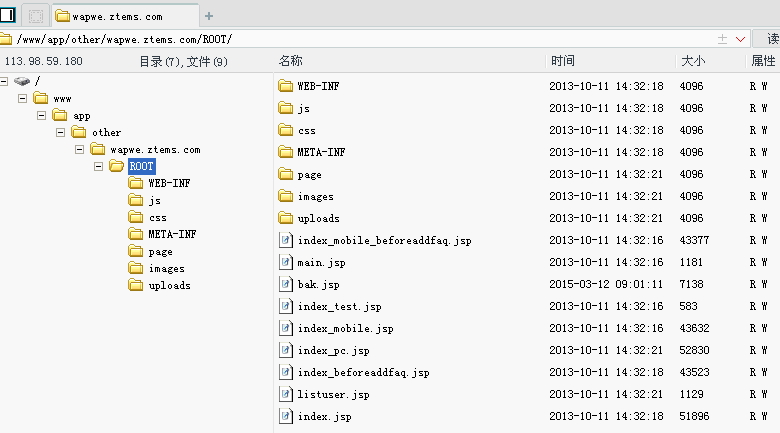 wapwe.ztems.com
/www/app/other/wapwe.ztems.com/ROOT/ 读
113.98.59.180 目录(7),文件(9) 名称 时间 大小 属性
/
www
app
other
wapwe.ztems.com
ROOT
WEB-INF
js
css
META-INF
page
images
uploads
WEB-INF 2013-10-11 14:32:18 4096 R W
js 2013-10-11 14:32:18 4096 R W
css 2013-10-11 14:32:18 4096 R W
META-INF 2013-10-11 14:32:18 4096 R W
page 2013-10-11 14:32:21 4096 R W
images 2013-10-11 14:32:21 4096 R W
uploads 2013-10-11 14:32:21 4096 R W
index_mobile_beforeaddfaq.jsp 2013-10-11 14:32:16 43377 R W
main.jsp 2013-10-11 14:32:16 1181 R W
bak.jsp 2015-03-12 09:01:11 7138 R W
index_test.jsp 2013-10-11 14:32:16 583 R W
index_mobile.jsp 2013-10-11 14:32:16 43632 R W
index_pc.jsp 2013-10-11 14:32:21 52830 R W
index_beforeaddfaq.jsp 2013-10-11 14:32:18 43523 R W
listuser.jsp 2013-10-11 14:32:21 1129 R W
index.jsp 2013-10-11 14:32:18 51896 R W